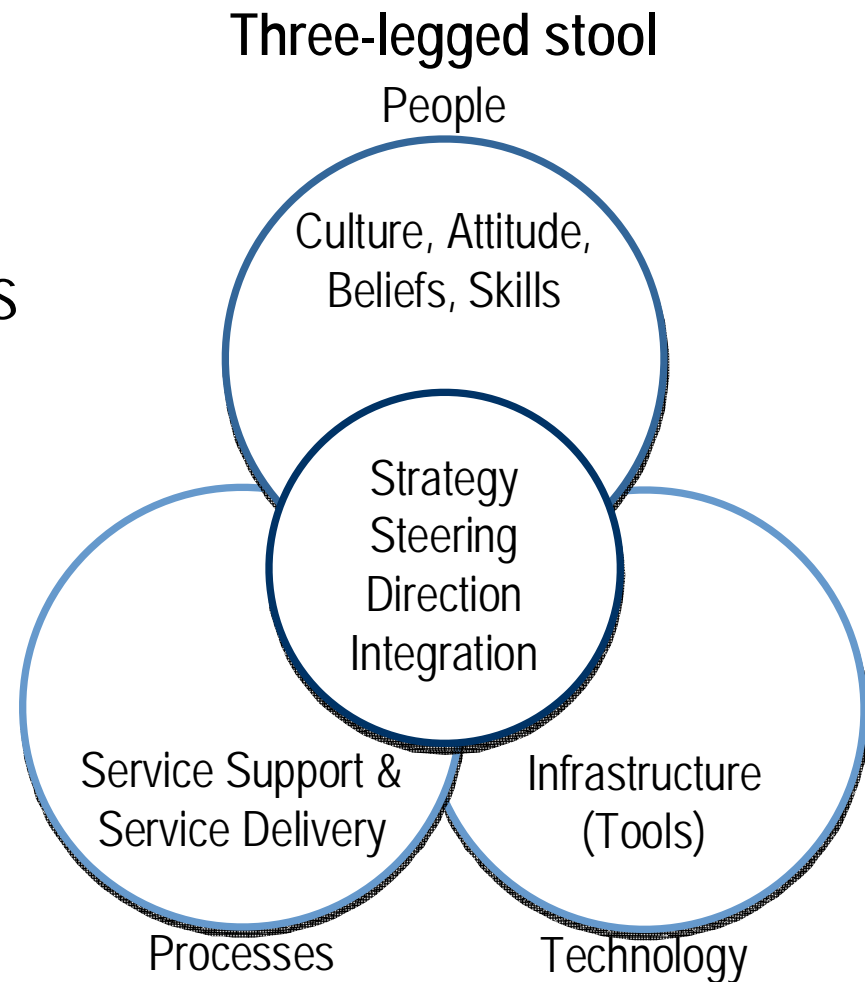 Three-legged stool
People
Culture, Attitude,
Beliefs, Skills
s
Strategy
Steering
Direction
Integration
Service Support &
Service Delivery
Infrastructure
(Tools)
Processes
Technology